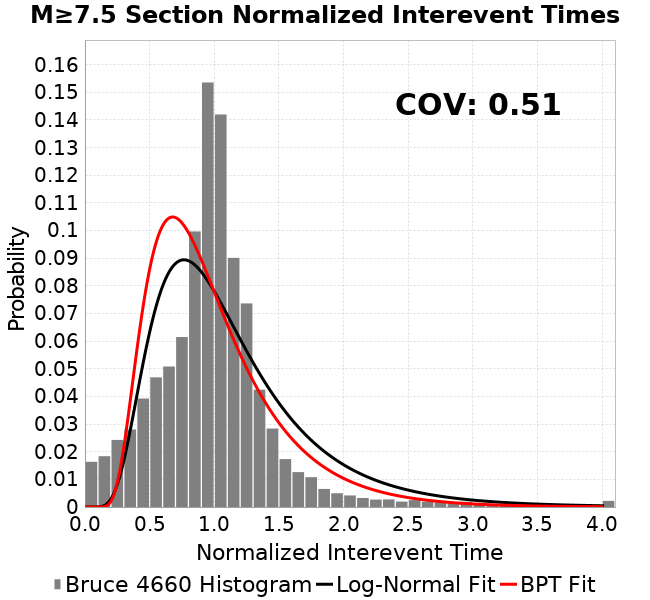 M≥7.5 Section Normalized Interevent Times
COV: 0.51
Probability
0.16
0.15
0.14
0.13
0.12
0.11
0.1
0.09
0.08
0.07
0.06
0.05
0.04
0.03
0.02
0.01
0
0.0 0.5 1.0 1.5 2.0 2.5 3.0 3.5 4.0
Normalized Interevent Time
Bruce 4660 Histogram Log-Normal Fit BPT Fit